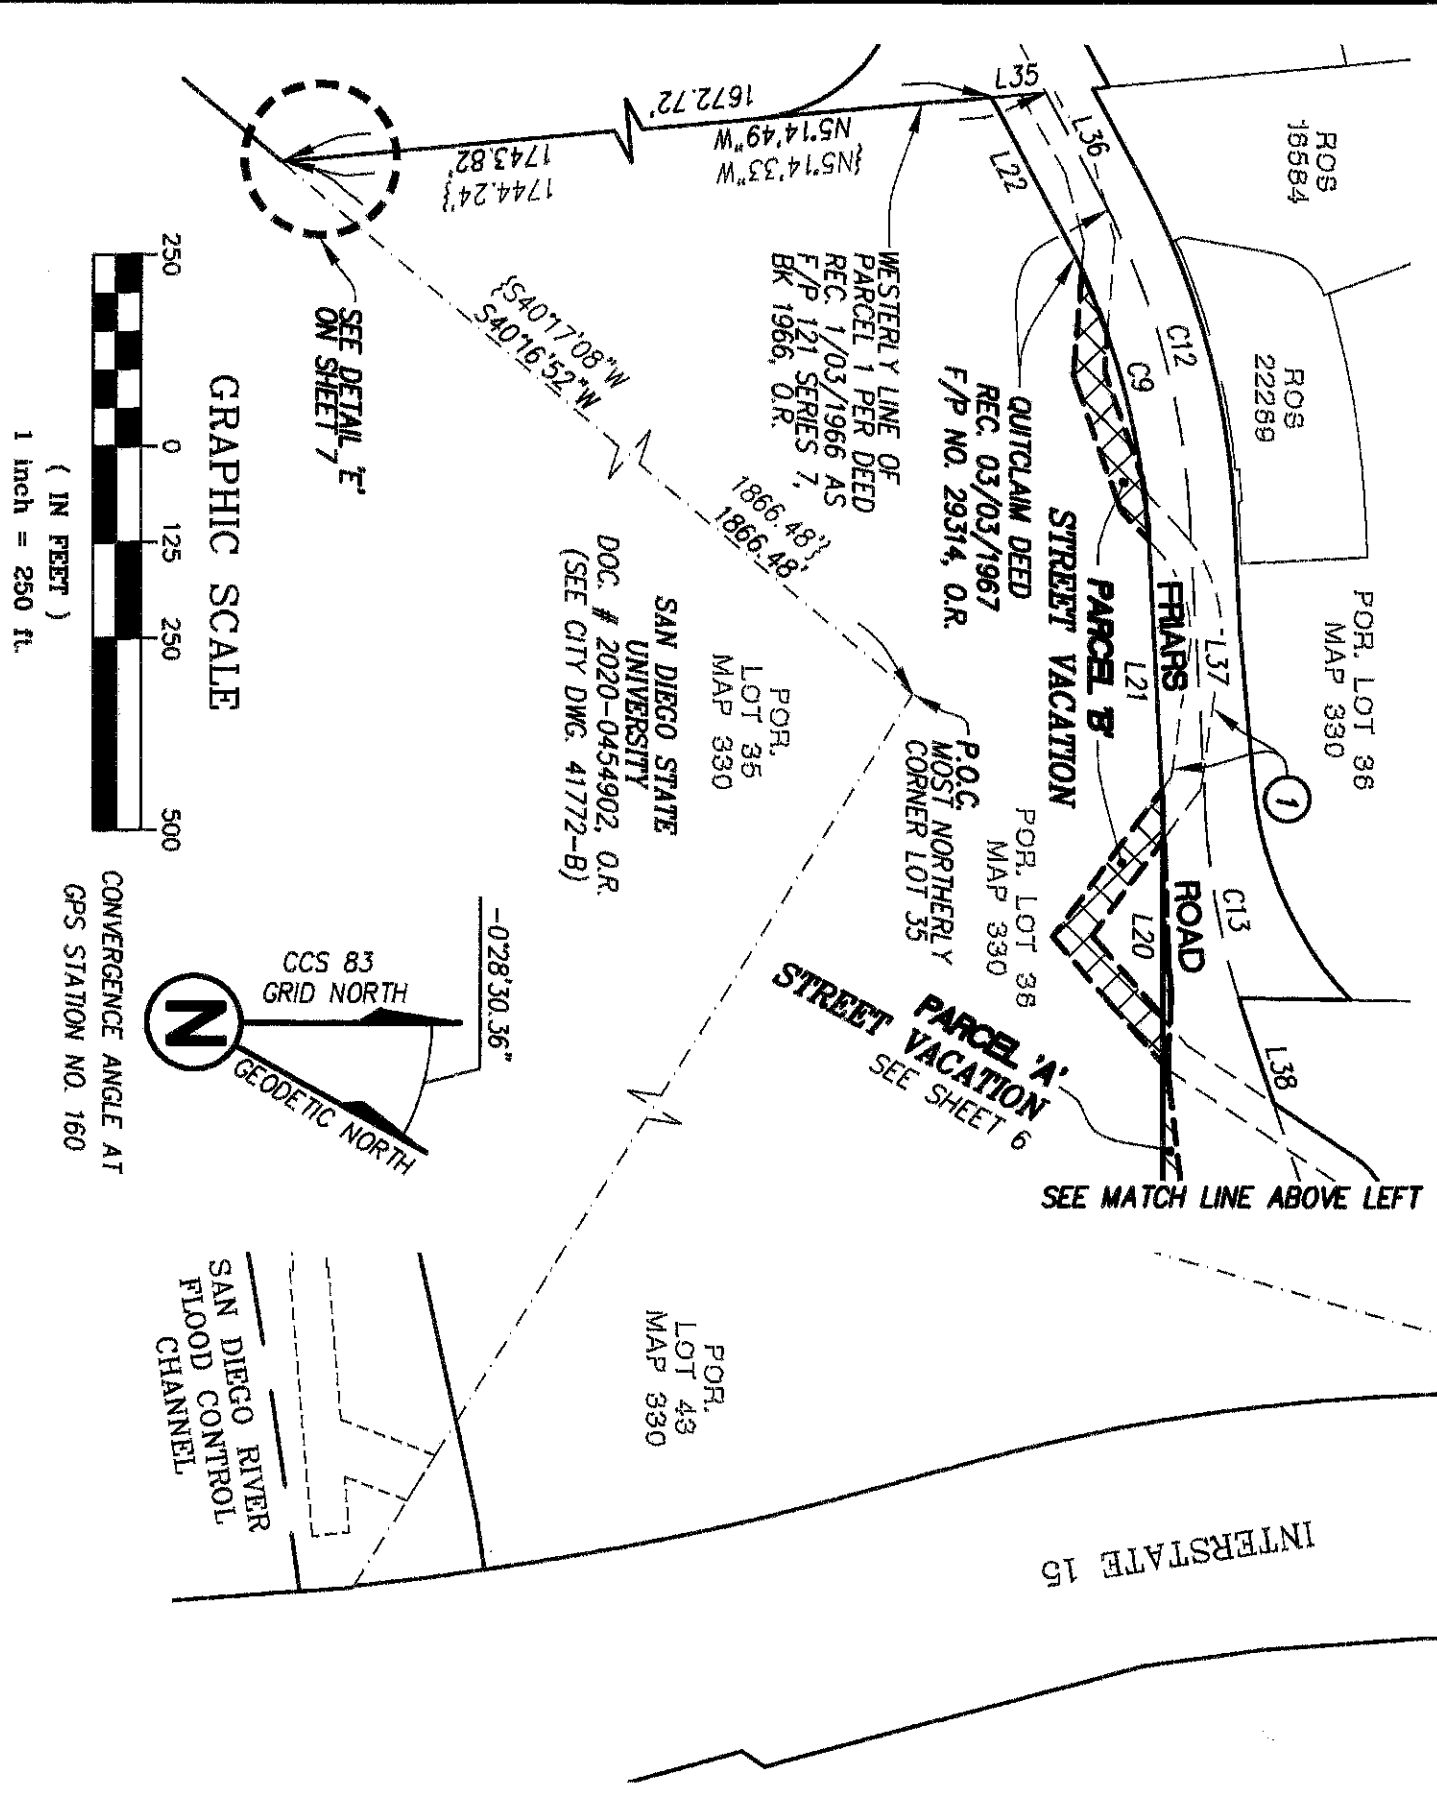 ROS
16584
ROS
22269
POR. LOT 36
MAP 330
L35
L36
L22
C12
C9
L37
L21
FRIARS
ROAD
1
C13
L20
L38
1672.72'
N5°14'49"W
{N5°14'33"W
1743.82'
1744.24'}
WESTERLY LINE OF
PARCEL 1 PER DEED
REC. 1/03/1966 AS
F/P 121 SERIES 7,
BK 1966, O.R.
QUITCLAIM DEED
REC. 03/03/1967
F/P NO. 29314, O.R.
STREET VACATION
PARCEL 'B'
{S40°17'08"W
S40°16'52"W
1866.48'}
1866.48'
SEE DETAIL 'E'
ON SHEET 7
P.O.C.
MOST NORTHERLY
CORNER LOT 35
POR. LOT 36
MAP 330
PARCEL 'A'
STREET VACATION
SEE SHEET 6
SEE MATCH LINE ABOVE LEFT
POR.
LOT 35
MAP 330
SAN DIEGO STATE
UNIVERSITY
DOC. # 2020-0454902, O.R.
(SEE CITY DWG. 41772-B)
250
0
125
250
500
GRAPHIC SCALE
( IN FEET )
1 inch = 250 ft.
-0°28'30.36"
CCS 83
GRID NORTH
GEODETIC NORTH
N
CONVERGENCE ANGLE AT
GPS STATION NO. 160
POR.
LOT 43
MAP 330
SAN DIEGO RIVER
FLOOD CONTROL
CHANNEL
INTERSTATE 15